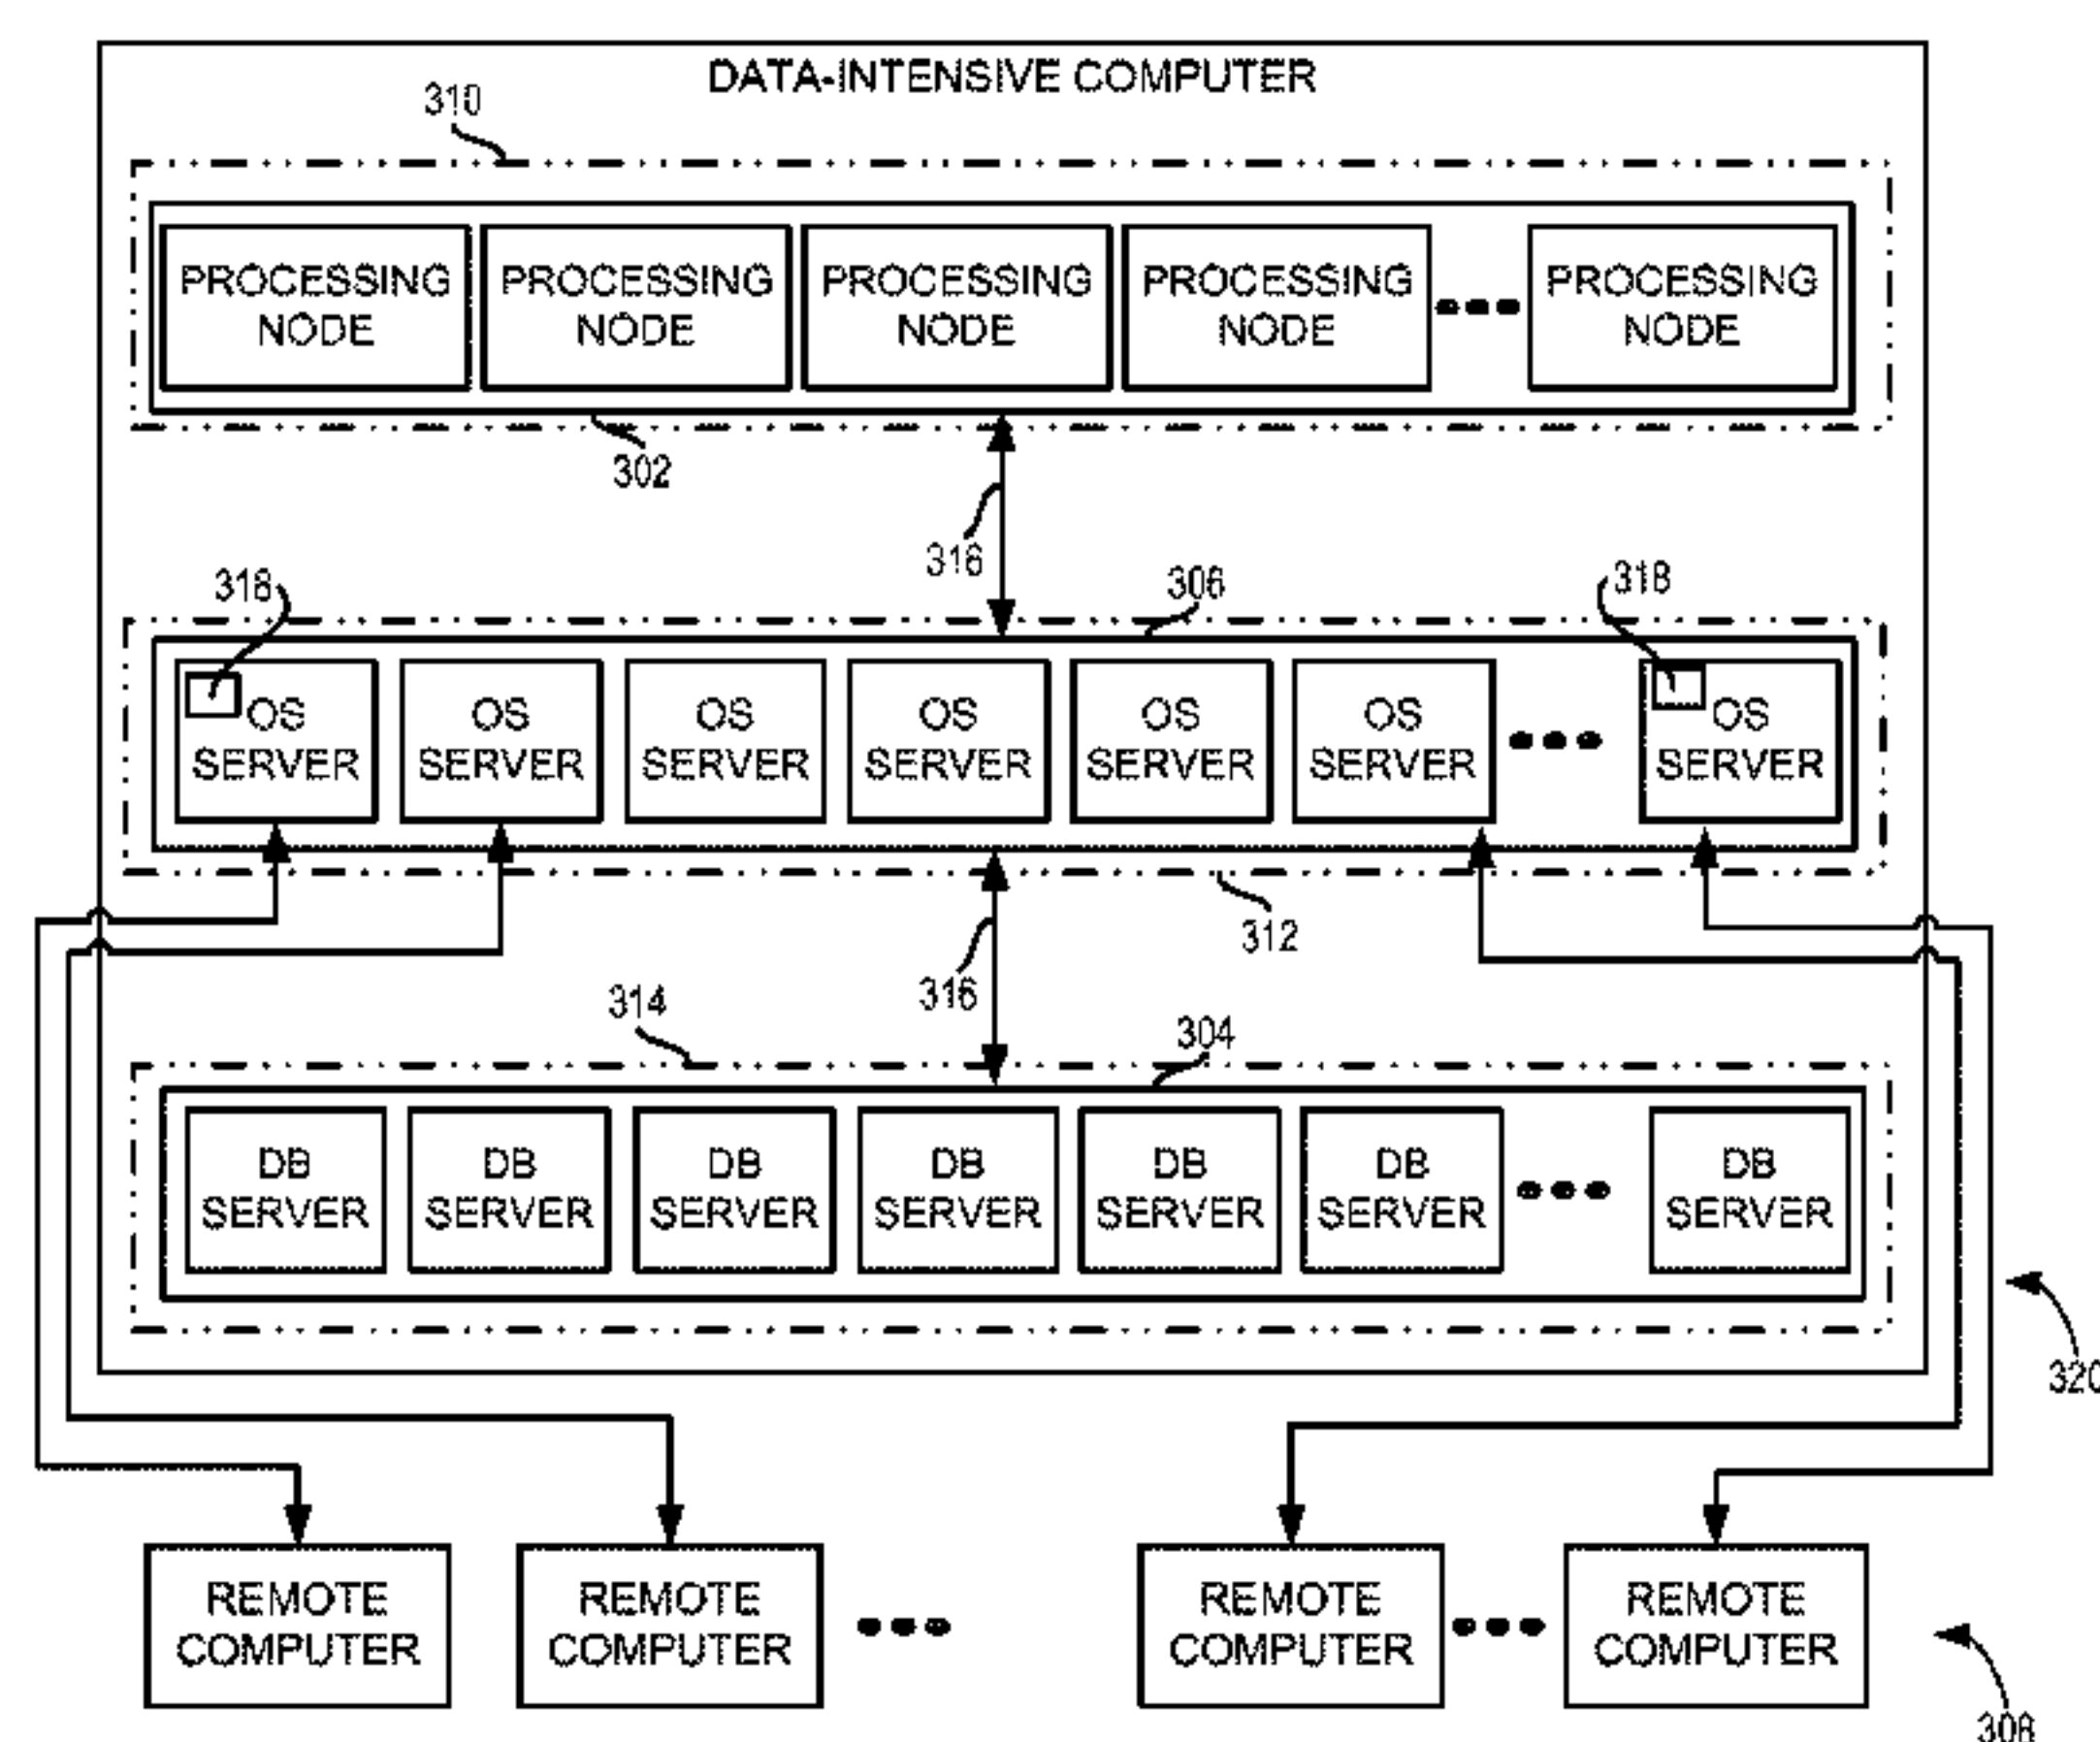 DATA-INTENSIVE COMPUTER
310
PROCESSING
NODE
PROCESSING
NODE
PROCESSING
NODE
PROCESSING
NODE
PROCESSING
NODE
302
316
306
318
318
OS
SERVER
OS
SERVER
OS
SERVER
OS
SERVER
OS
SERVER
OS
SERVER
OS
SERVER
312
316
314
304
DB
SERVER
DB
SERVER
DB
SERVER
DB
SERVER
DB
SERVER
DB
SERVER
DB
SERVER
320
REMOTE
COMPUTER
REMOTE
COMPUTER
REMOTE
COMPUTER
REMOTE
COMPUTER
308